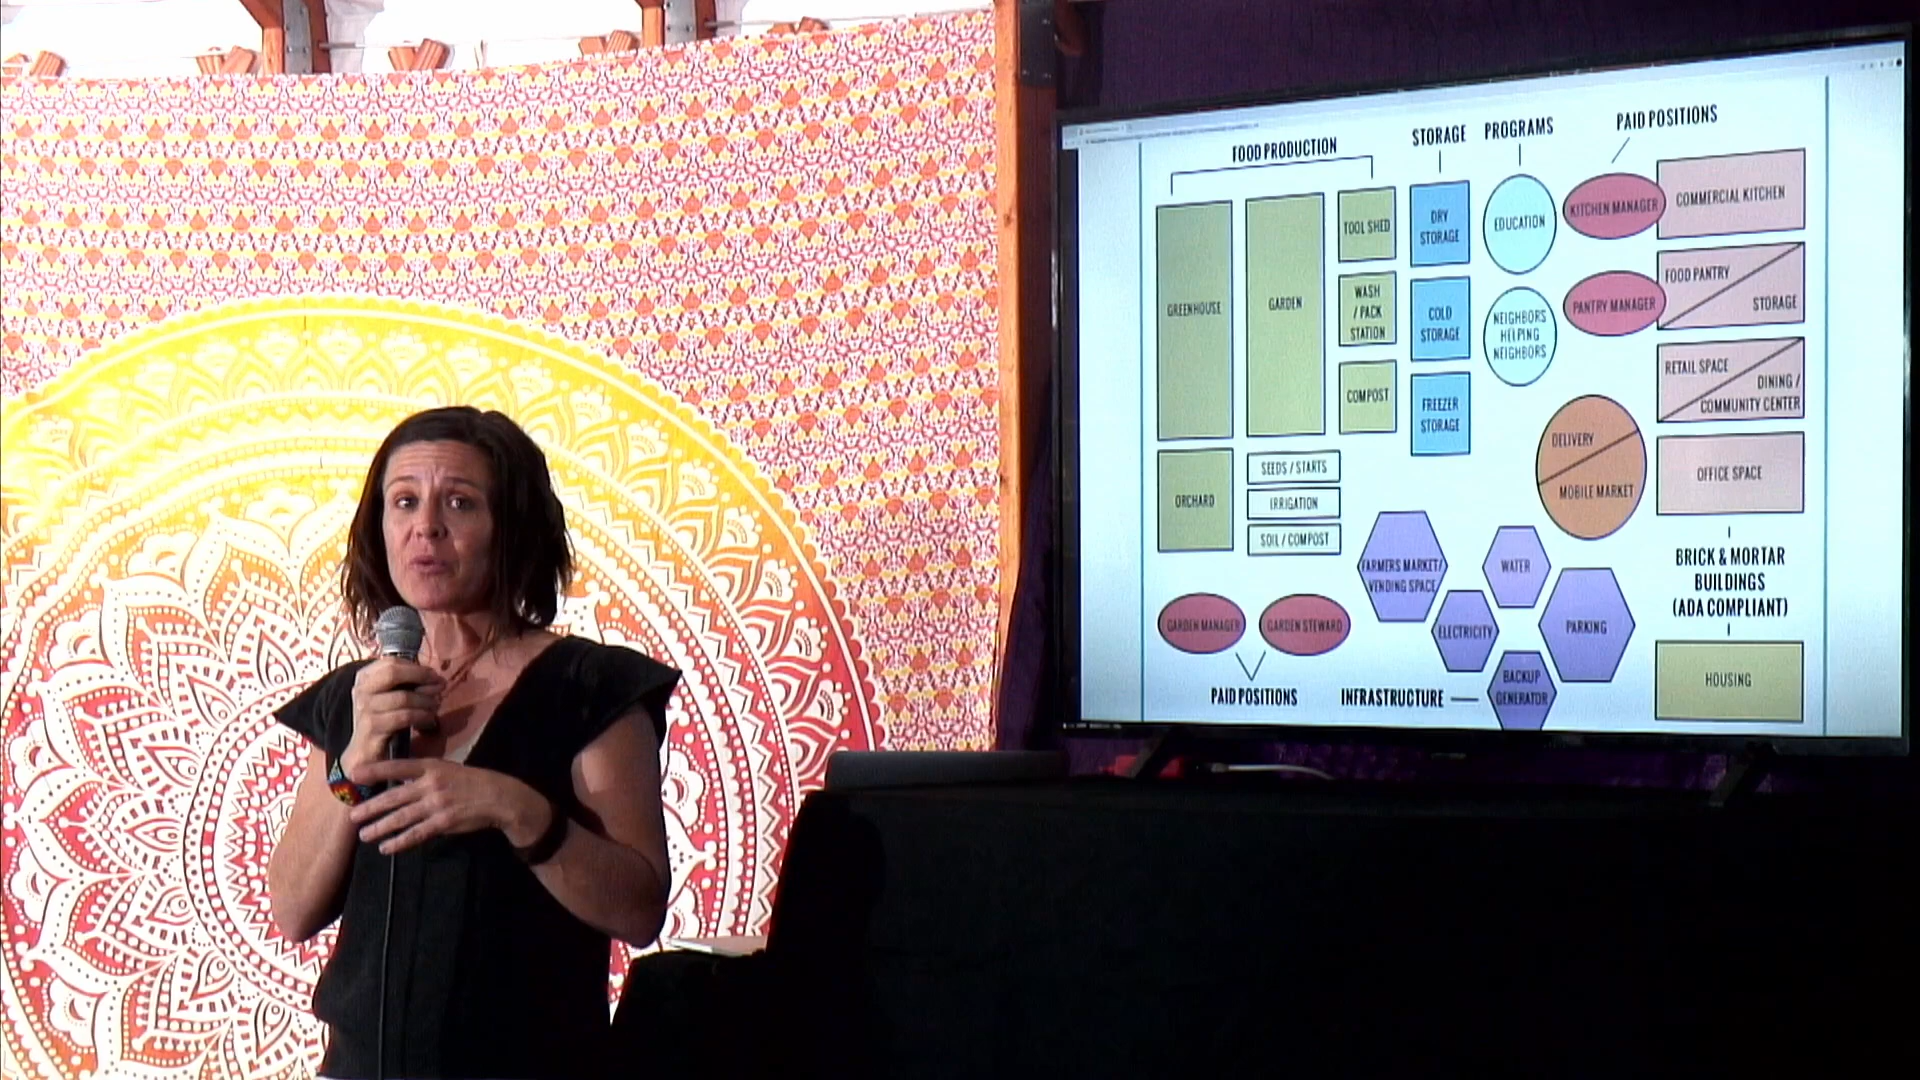 FOOD PRODUCTION
STORAGE
PROGRAMS
PAID POSITIONS
GREENHOUSE
GARDEN
TOOL SHED
WASH
/ PACK
STATION
COMPOST
ORCHARD
SEEDS / STARTS
IRRIGATION
SOIL / COMPOST
DRY
STORAGE
COLD
STORAGE
FREEZER
STORAGE
EDUCATION
NEIGHBORS
HELPING
NEIGHBORS
KITCHEN MANAGER
COMMERCIAL KITCHEN
PANTRY MANAGER
FOOD PANTRY
STORAGE
RETAIL SPACE
DINING /
COMMUNITY CENTER
DELIVERY
MOBILE MARKET
OFFICE SPACE
BRICK & MORTAR
BUILDINGS
(ADA COMPLIANT)
HOUSING
FARMERS MARKET/
VENDING SPACE
WATER
ELECTRICITY
PARKING
BACKUP
GENERATOR
INFRASTRUCTURE
GARDEN MANAGER
GARDEN STEWARD
PAID POSITIONS